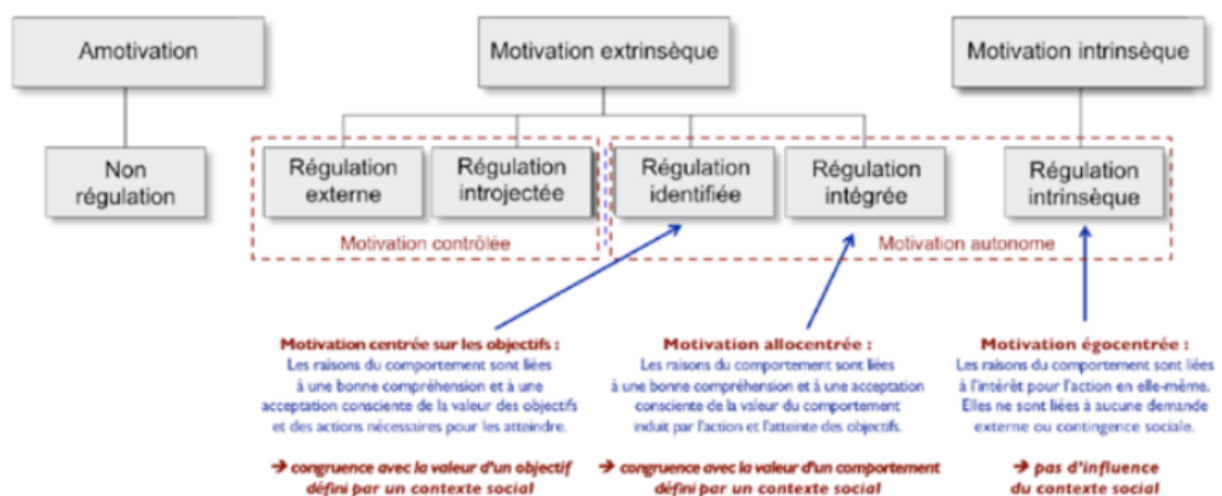 Amotivation
Motivation extrinsèque
Motivation intrinsèque
Non
régulation
Régulation
externe
Régulation
introjectée
Régulation
identifiée
Régulation
intégrée
Régulation
intrinsèque
Motivation contrôlée
Motivation autonome
Motivation centrée sur les objectifs :
Les raisons du comportement sont liées
à une bonne compréhension et à une
acceptation consciente de la valeur des objectifs
et des actions nécessaires pour les atteindre.
→ congruence avec la valeur d'un objectif
défini par un contexte social
Motivation allocentrée :
Les raisons du comportement sont liées
à une bonne compréhension et à une acceptation
consciente de la valeur du comportement
induit par l'action et l'atteinte des objectifs.
→ congruence avec la valeur d'un comportement
défini par un contexte social
Motivation égocentrée :
Les raisons du comportement sont liées
à l'intérêt pour l'action en elle-même.
Elles ne sont liées à aucune demande
externe ou contingence sociale.
→ pas d'influence
du contexte social